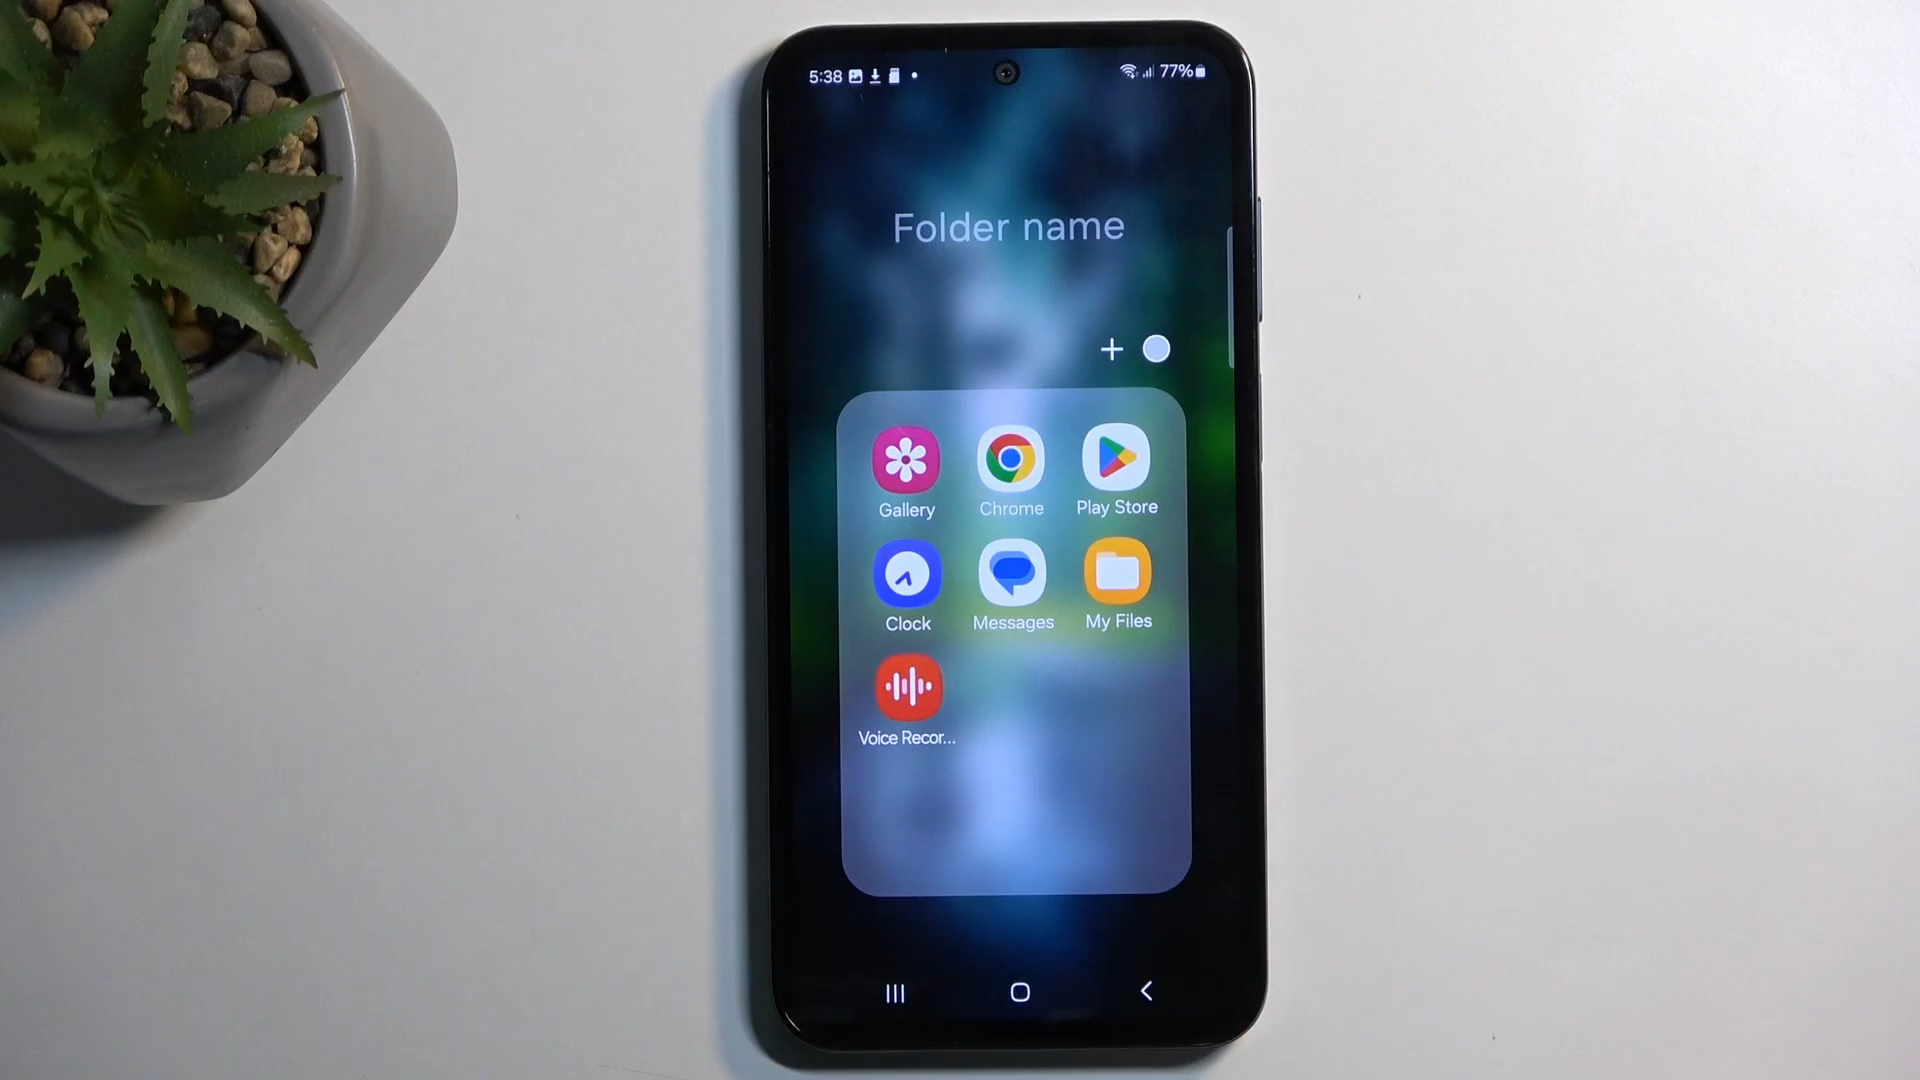 5:38 77%
Folder name
Gallery Chrome Play Store
Clock Messages My Files
Voice Recor...